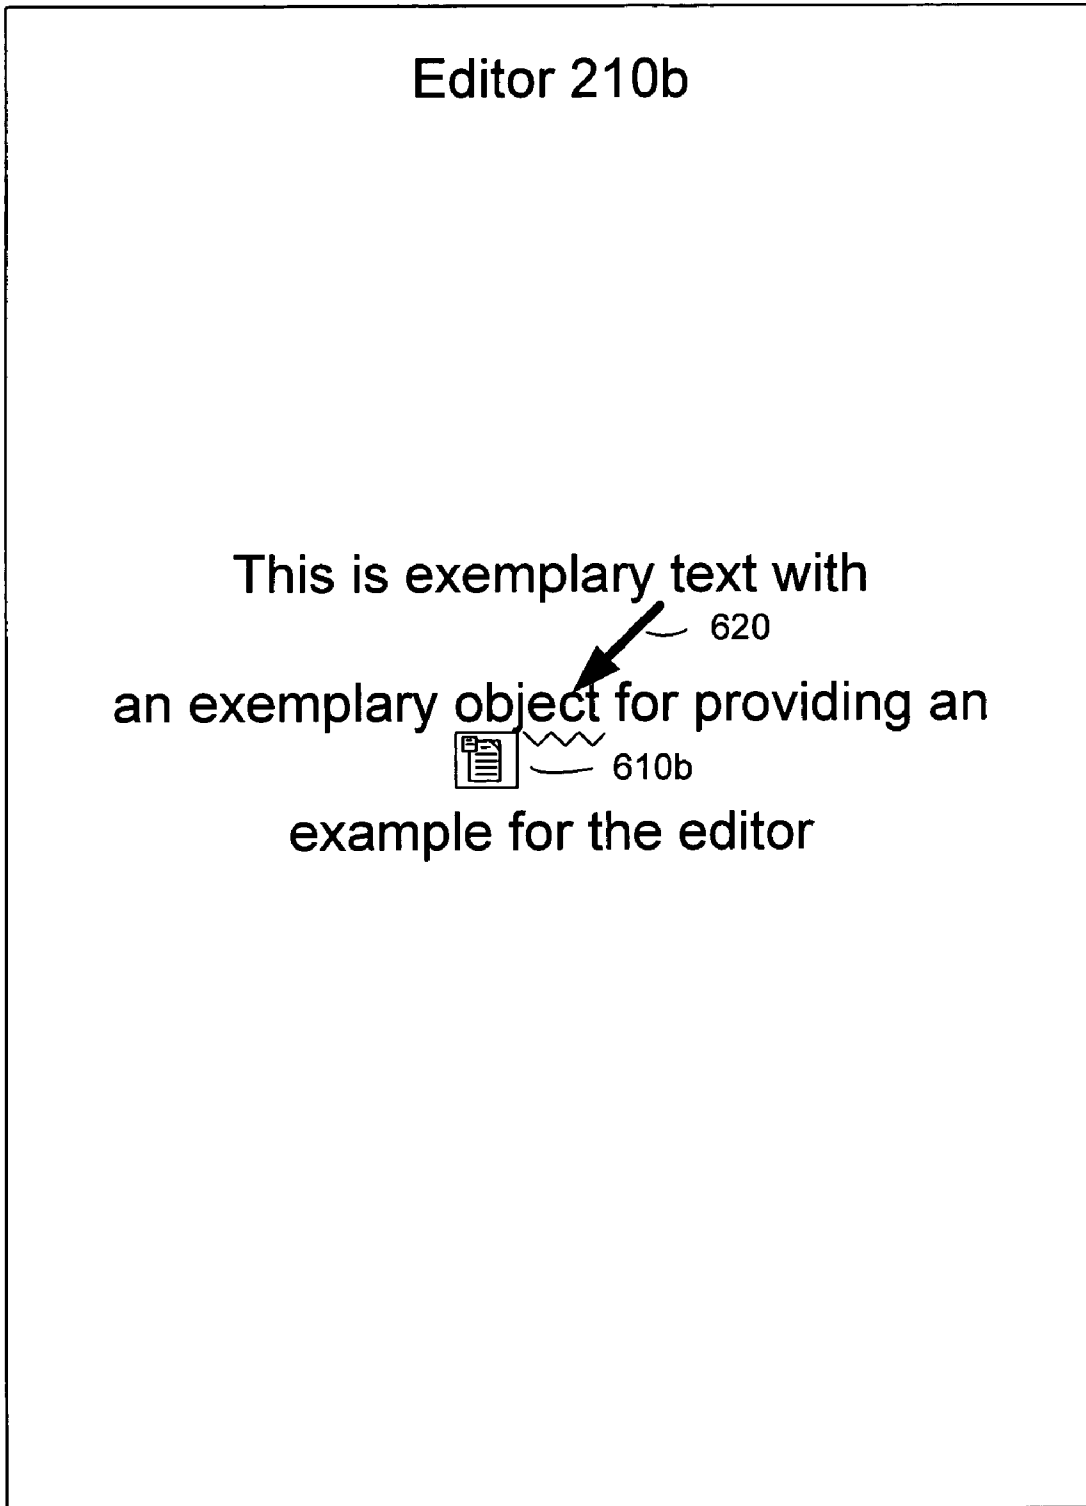 Editor 210b
This is exemplary text with
620
an exemplary object for providing an
610b
example for the editor